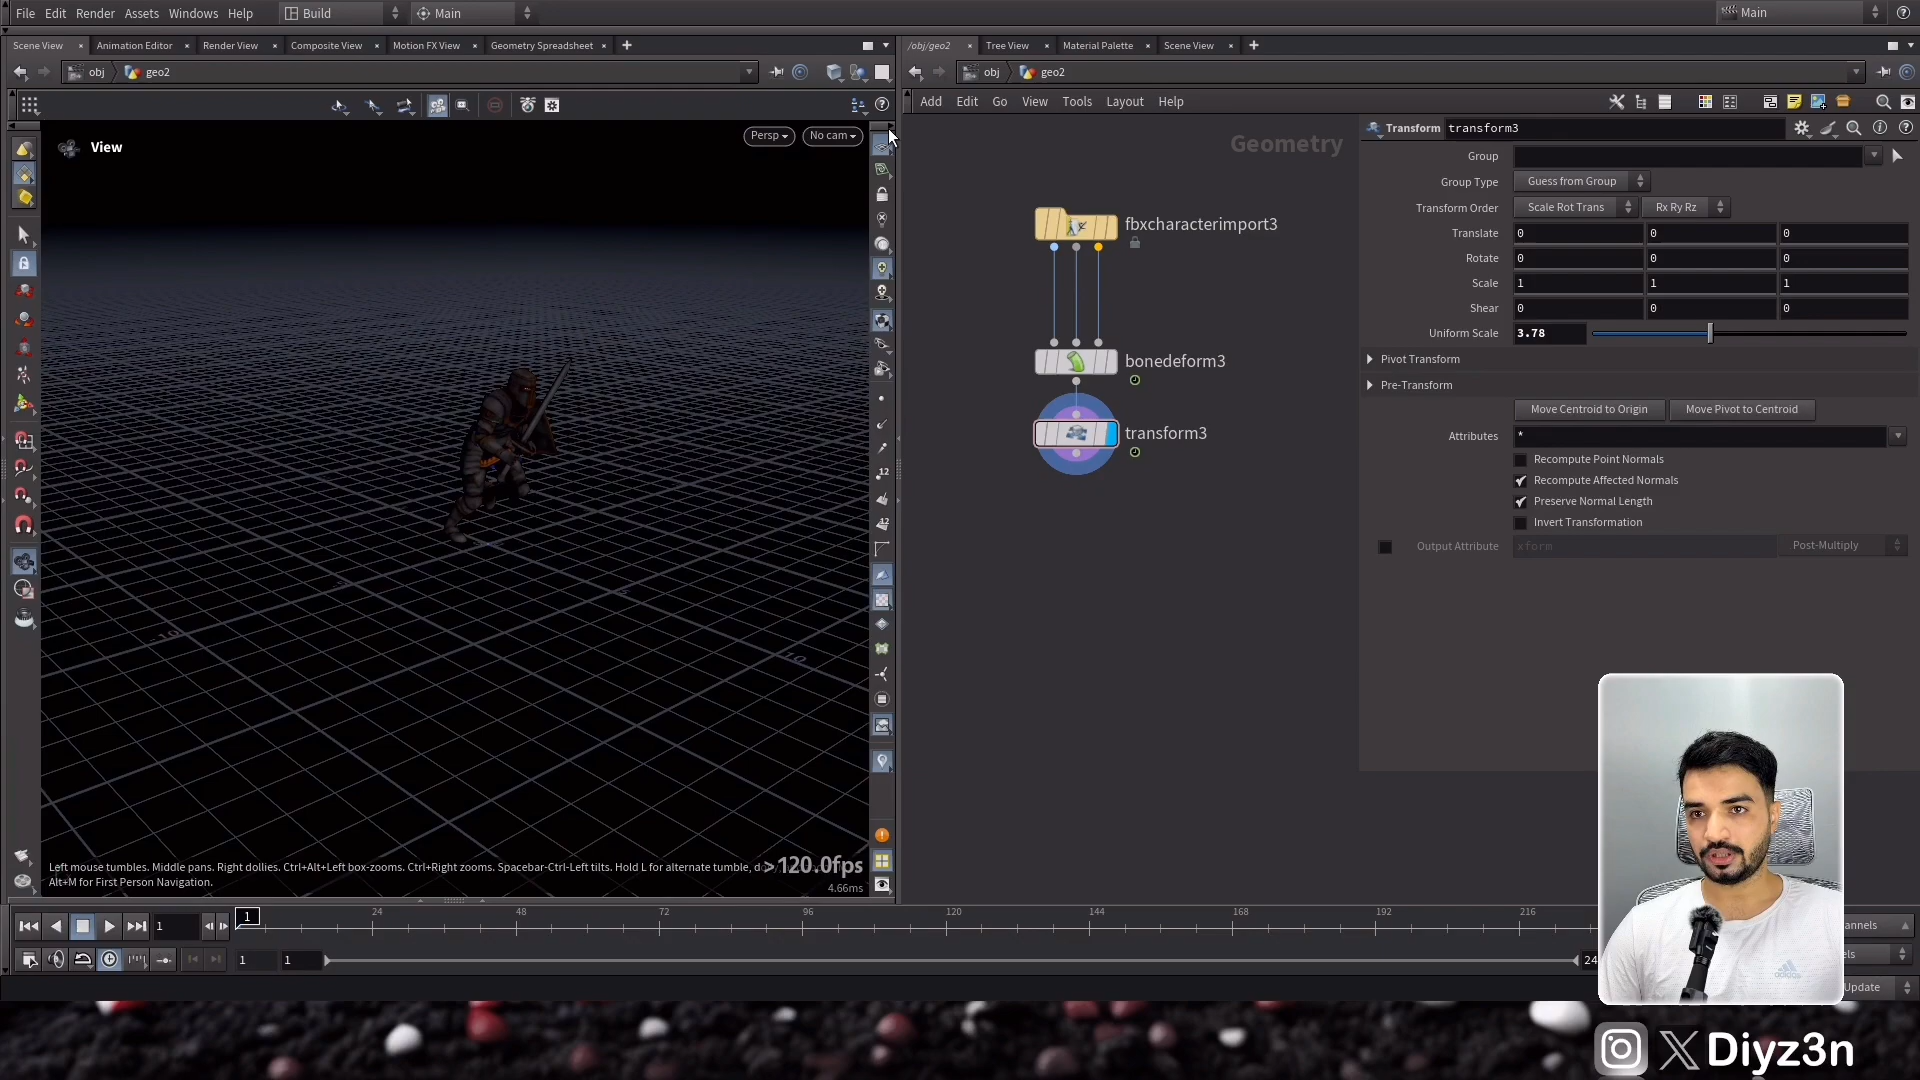 File Edit Render Assets Windows Help Build Main Main
Scene View Animation Editor Render View Composite View Motion FX View Geometry Spreadsheet
/obj/geo2 Tree View Material Palette Scene View
obj geo2
obj geo2
Add Edit Go View Tools Layout Help
View
Persp No cam
Geometry
fbxcharacterimport3
bonedeform3
transform3
Transform transform3
Group
Group Type Guess from Group
Transform Order Scale Rot Trans Rx Ry Rz
Translate 0 0 0
Rotate 0 0 0
Scale 1 1 1
Shear 0 0 0
Uniform Scale 3.78
Pivot Transform
Pre-Transform
Move Centroid to Origin Move Pivot to Centroid
Attributes *
Recompute Point Normals
Recompute Affected Normals
Preserve Normal Length
Invert Transformation
Output Attribute xform Post-Multiply
Left mouse tumbles. Middle pans. Right dollies. Ctrl+Alt+Left box-zooms. Ctrl+Right zooms. Spacebar-Ctrl-Left tilts. Hold L for alternate tumble, d
Alt+M for First Person Navigation.
>120.0fps
4.66ms
1 1 24 48 72 96 120 144 168 192 216
1 1 24
annels
els
Update
Diyz3n